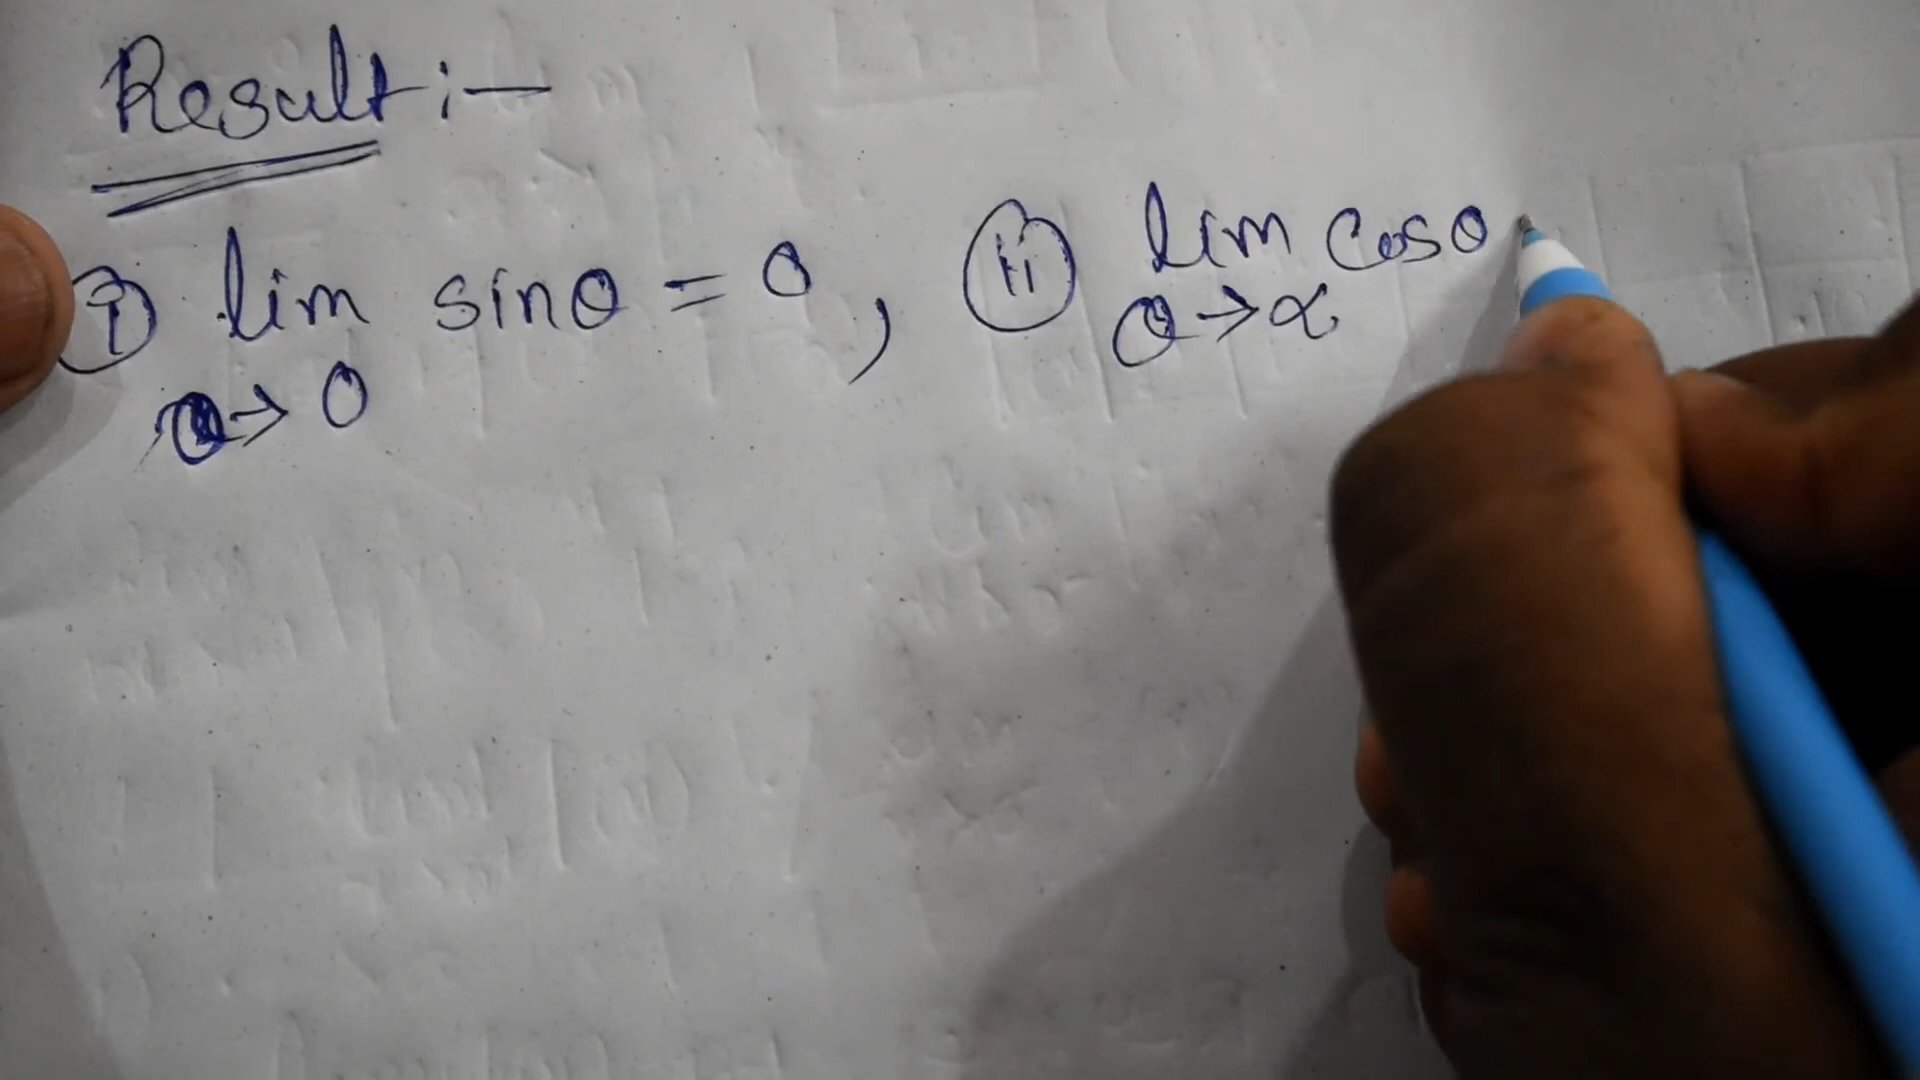 Result :-
(i) lim sinθ = 0, (ii) lim cosθ
θ→0 θ→α